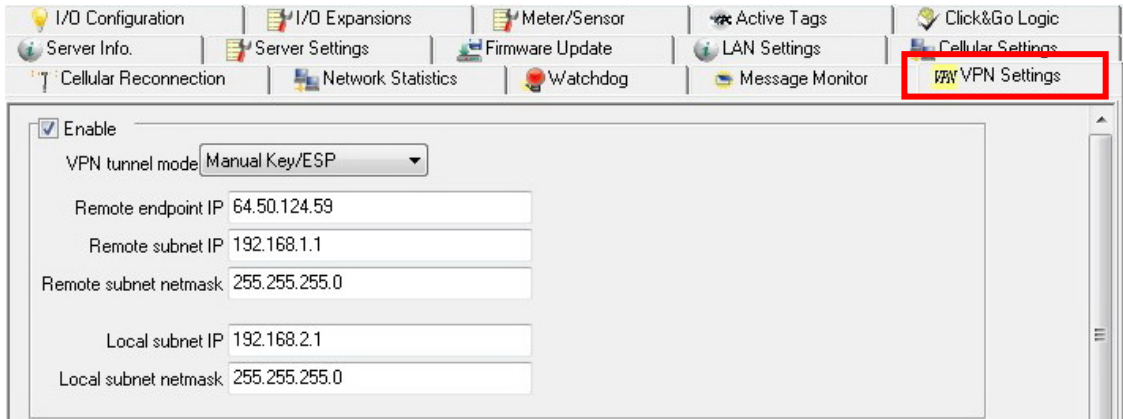 I/O Configuration I/O Expansions Meter/Sensor Active Tags Click&Go Logic
Server Info. Server Settings Firmware Update LAN Settings Cellular Settings
Cellular Reconnection Network Statistics Watchdog Message Monitor VPN VPN Settings
Enable
VPN tunnel mode Manual Key/ESP
Remote endpoint IP 64.50.124.59
Remote subnet IP 192.168.1.1
Remote subnet netmask 255.255.255.0
Local subnet IP 192.168.2.1
Local subnet netmask 255.255.255.0